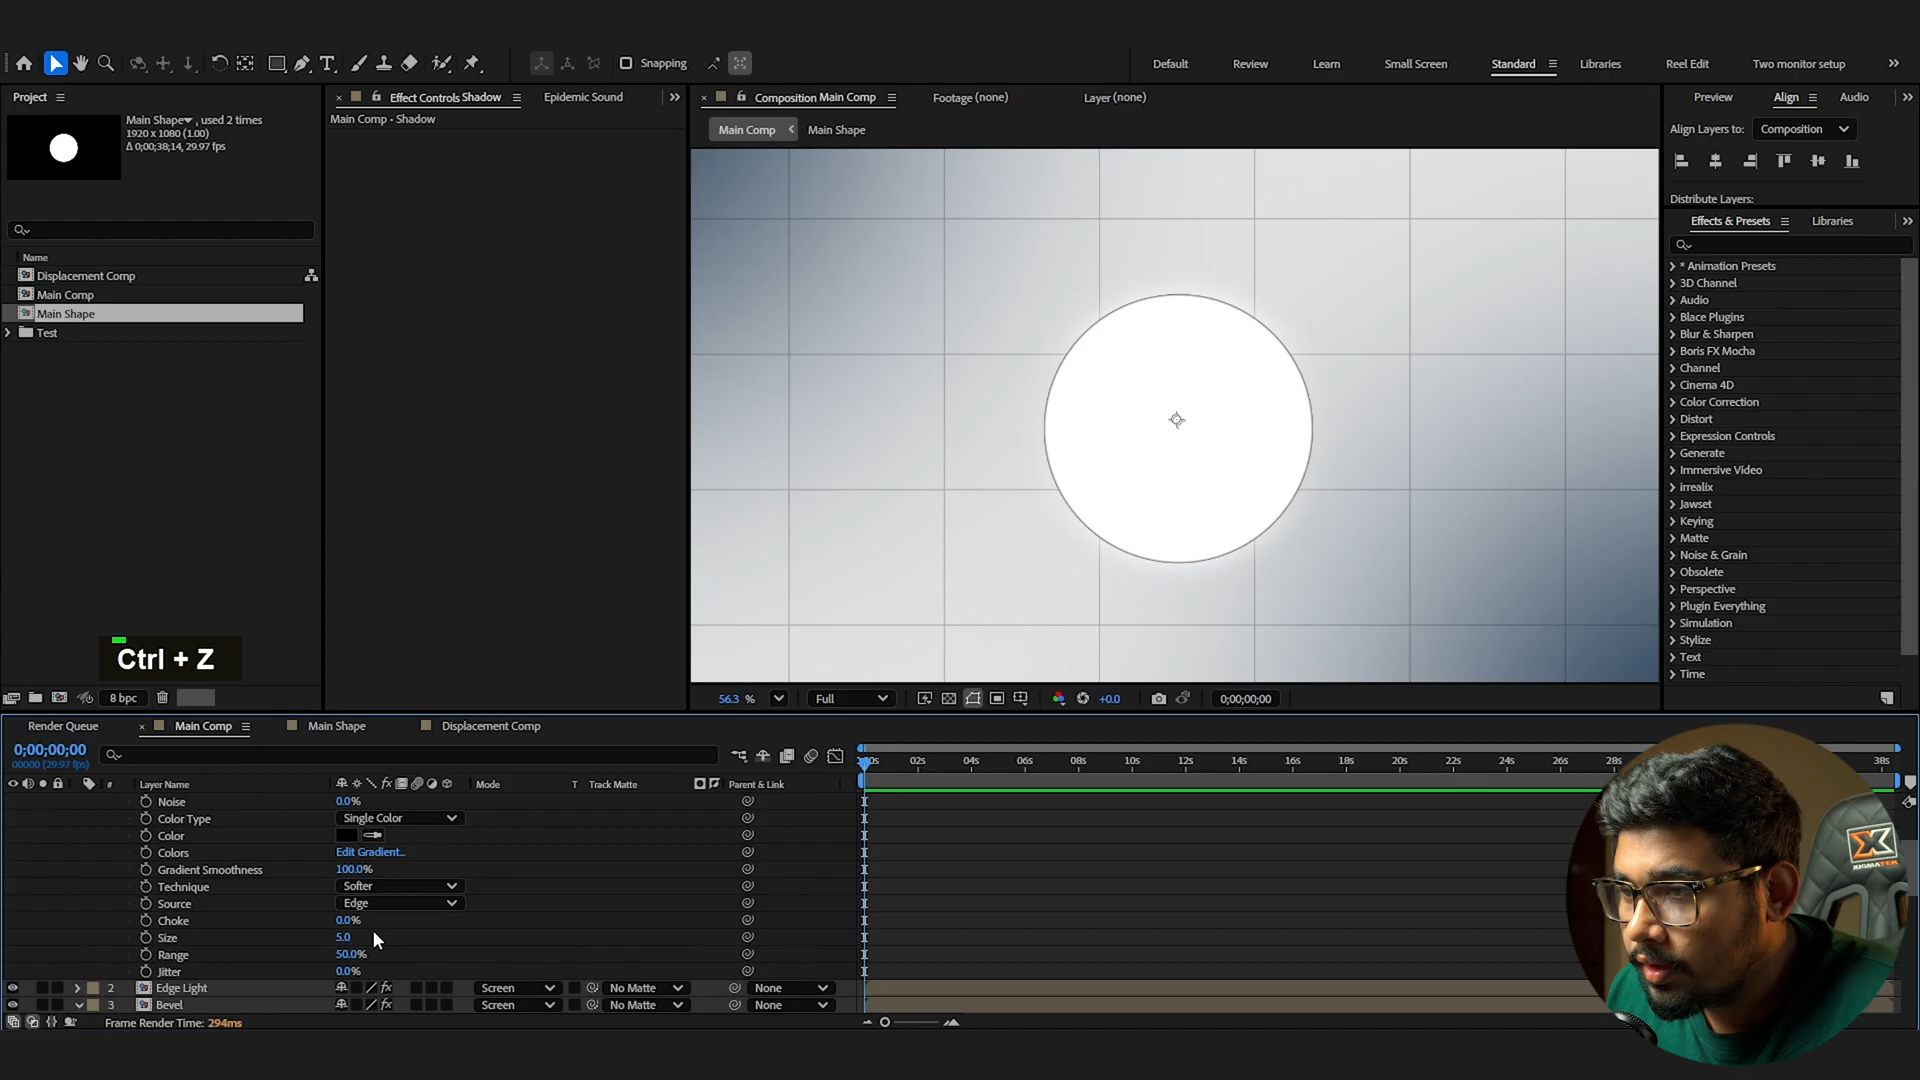 Snapping
Default
Review
Learn
Small Screen
Standard
Libraries
Reel Edit
Two monitor setup
Project
Effect Controls Shadow
Epidemic Sound
Composition Main Comp
Footage (none)
Layer (none)
Preview
Align
Audio
Main Shape , used 2 times
1920 x 1080 (1.00)
Δ 0;00;38;14, 29.97 fps
Main Comp - Shadow
Main Comp
Main Shape
Align Layers to:
Composition
Distribute Layers:
Effects & Presets
Libraries
Name
Displacement Comp
Main Comp
Main Shape
Test
* Animation Presets
3D Channel
Audio
Blace Plugins
Blur & Sharpen
Boris FX Mocha
Channel
Cinema 4D
Color Correction
Distort
Expression Controls
Generate
Immersive Video
irrealix
Jawset
Keying
Matte
Noise & Grain
Obsolete
Perspective
Plugin Everything
Simulation
Stylize
Text
Time
Ctrl + Z
8 bpc
56.3 %
Full
+0.0
0;00;00;00
Render Queue
Main Comp
Main Shape
Displacement Comp
0;00;00;00
00000 (29.97 fps)
02s 04s 06s 08s 10s 12s 14s 16s 18s 20s 22s 24s 26s 28s 38s
# Layer Name
fx
Mode
T
Track Matte
Parent & Link
Noise 0.0%
Color Type Single Color
Color
Colors Edit Gradient...
Gradient Smoothness 100.0%
Technique Softer
Source Edge
Choke 0.0%
Size 5.0
Range 50.0%
Jitter 0.0%
2 Edge Light fx Screen No Matte None
3 Bevel fx Screen No Matte None
Frame Render Time: 294ms
XIGMATEK